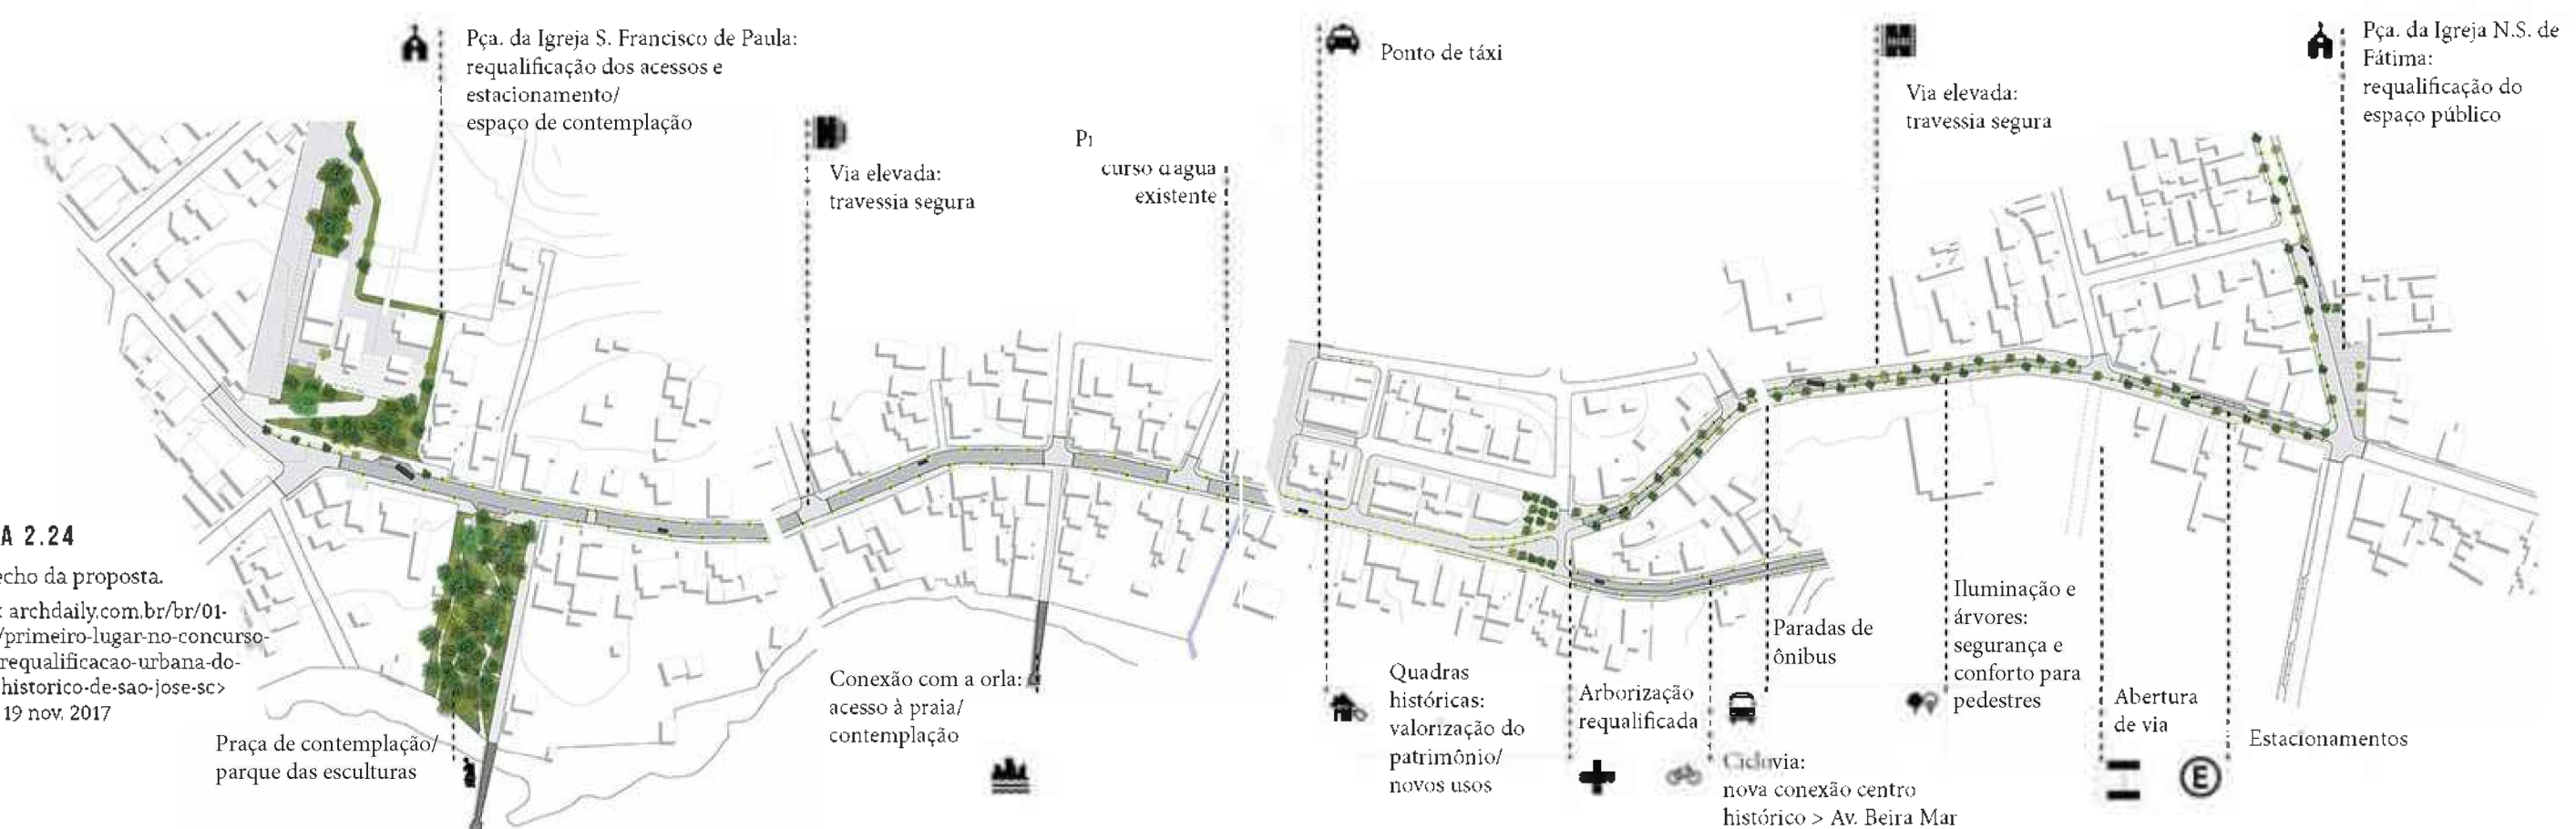 Pça. da Igreja S. Francisco de Paula:
requalificação dos acessos e
estacionamento/
espaço de contemplação
Via elevada:
travessia segura
curso d'agua
existente
Ponto de táxi
Via elevada:
travessia segura
Pça. da Igreja N.S. de
Fátima:
requalificação do
espaço público
A 2.24
echo da proposta.
archdaily.com.br/br/01-
/primeiro-lugar-no-concurso-
requalificacao-urbana-do-
historico-de-sao-jose-sc>
19 nov. 2017
Praça de contemplação/
parque das esculturas
Conexão com a orla:
acesso à praia/
contemplação
Quadras
históricas:
valorização do
patrimônio/
novos usos
Arborização
requalificada
Ciclovia:
nova conexão centro
histórico > Av. Beira Mar
Paradas de
ônibus
Iluminação e
árvores:
segurança e
conforto para
pedestres
Abertura
de via
E
Estacionamentos